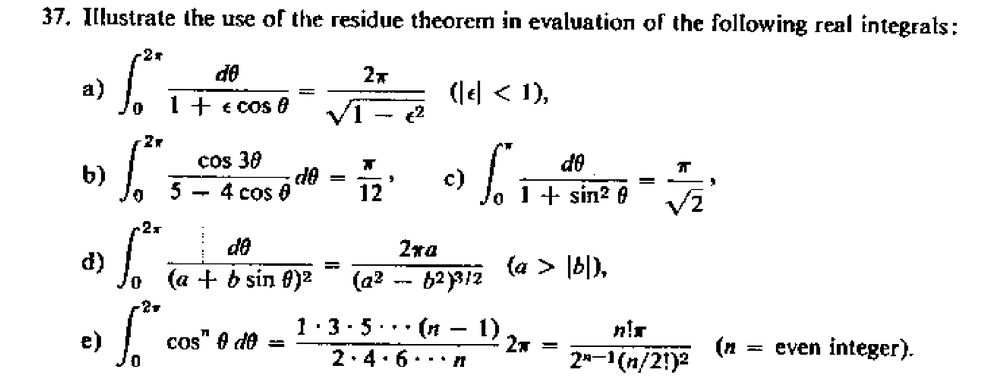 37. Illustrate the use of the residue theorem in evaluation of the following real integrals:
a) ∫₀^{2π} dθ / (1 + ϵ cos θ) = 2π / √(1 − ϵ²) (|ϵ| < 1),
b) ∫₀^{2π} cos 3θ / (5 − 4 cos θ) dθ = π/12, c) ∫₀^{π} dθ / (1 + sin² θ) = π/√2,
d) ∫₀^{2π} dθ / (a + b sin θ)² = 2πa / (a² − b²)^{3/2} (a > |b|),
e) ∫₀^{2π} cosⁿ θ dθ = 1 · 3 · 5 · · · (n − 1) / 2 · 4 · 6 · · · n 2π = n!π / 2^{n−1}(n/2!)² (n = even integer).